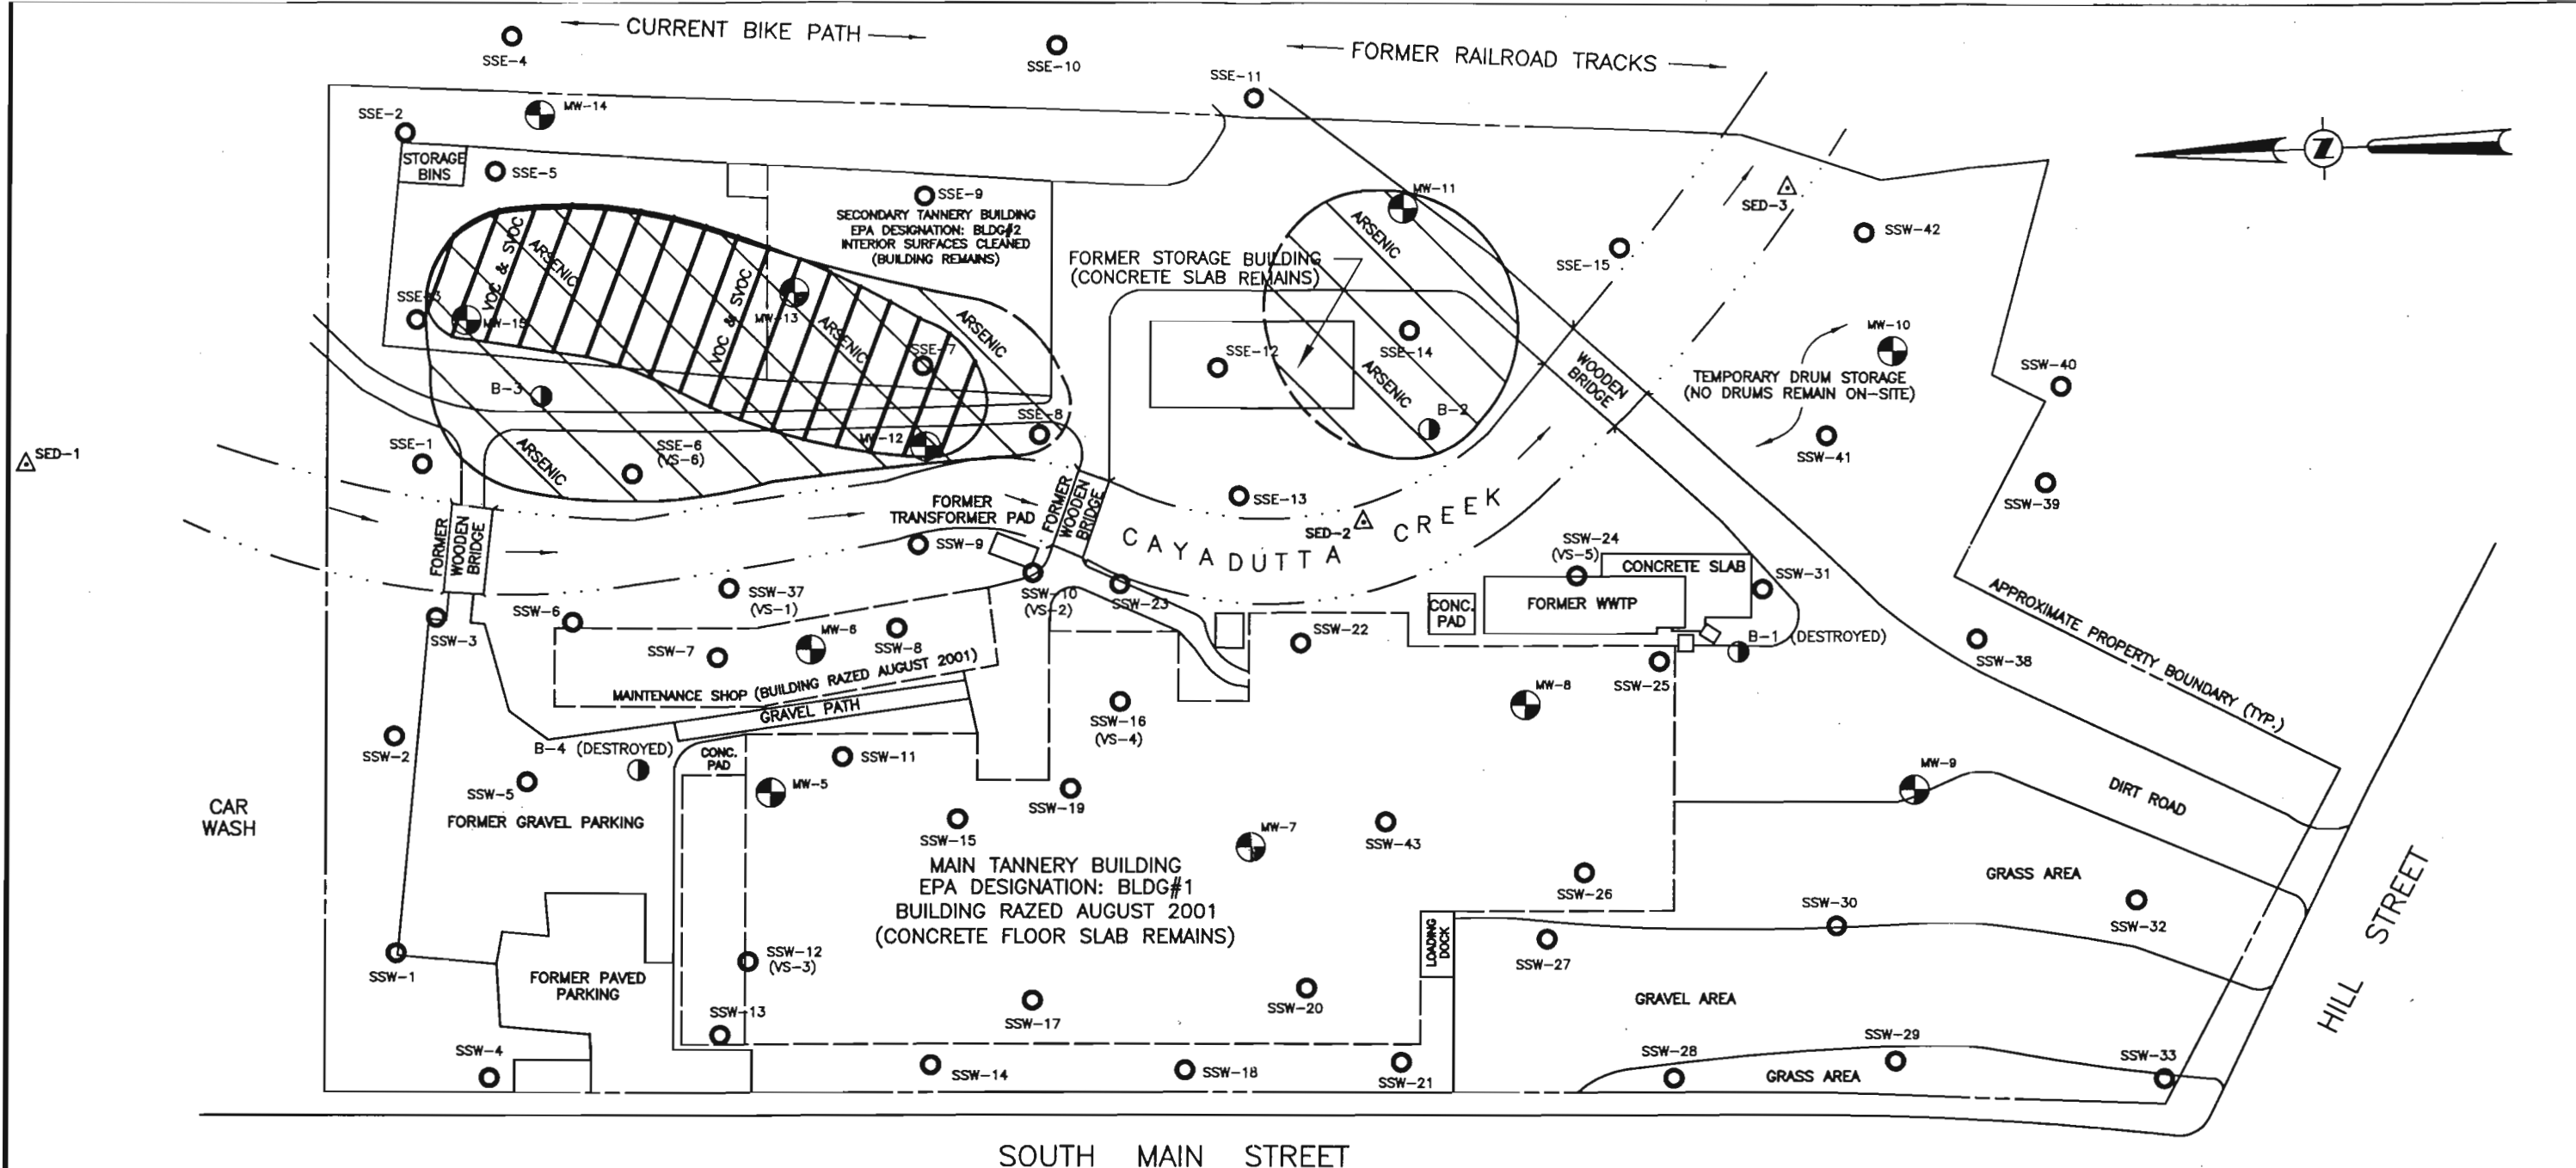 CURRENT BIKE PATH
FORMER RAILROAD TRACKS
SSE-4
SSE-10
SSE-11
SSE-2
MW-14
STORAGE
BINS
SSE-5
SSE-9
SECONDARY TANNERY BUILDING
EPA DESIGNATION: BLDG#2
INTERIOR SURFACES CLEANED
(BUILDING REMAINS)
MW-11
SED-3
SSW-42
Z
VOC & SVOC
ARSENIC
ARSENIC
FORMER STORAGE BUILDING
(CONCRETE SLAB REMAINS)
SSE-15
SSE-3
MW-15
VOC & SVOC
MW-13
ARSENIC
ARSENIC
SSE-7
SSE-12
SSE-14
ARSENIC
MW-10
WOODEN
BRIDGE
TEMPORARY DRUM STORAGE
(NO DRUMS REMAIN ON-SITE)
SSW-40
B-3
SSE-8
B-2
MW-12
SSE-1
SSE-6
(VS-6)
ARSENIC
SED-1
SSW-41
SSW-39
FORMER
WOODEN
BRIDGE
FORMER
TRANSFORMER PAD
FORMER
WOODEN
BRIDGE
SSE-13
SED-2
CAYADUTTA CREEK
SSW-9
SSW-24
(VS-5)
CONCRETE SLAB
SSW-31
SSW-37
(VS-1)
SSW-10
(VS-2)
SSW-23
CONC.
PAD
FORMER WWTP
APPROXIMATE PROPERTY BOUNDARY (TYP.)
SSW-6
SSW-3
MW-6
SSW-8
SSW-7
SSW-22
B-1 (DESTROYED)
SSW-38
SSW-25
MAINTENANCE SHOP (BUILDING RAZED AUGUST 2001)
GRAVEL PATH
SSW-16
(VS-4)
MW-8
SSW-2
B-4 (DESTROYED)
CONC.
PAD
SSW-11
MW-9
SSW-5
MW-5
SSW-19
DIRT ROAD
CAR
WASH
FORMER GRAVEL PARKING
SSW-15
MW-7
SSW-43
MAIN TANNERY BUILDING
EPA DESIGNATION: BLDG#1
BUILDING RAZED AUGUST 2001
(CONCRETE FLOOR SLAB REMAINS)
SSW-26
GRASS AREA
SSW-30
SSW-32
HILL STREET
LOADING
DOCK
SSW-27
SSW-1
SSW-12
(VS-3)
FORMER PAVED
PARKING
SSW-13
SSW-17
SSW-20
GRAVEL AREA
SSW-4
SSW-14
SSW-18
SSW-21
SSW-28
SSW-29
SSW-33
GRASS AREA
SOUTH MAIN STREET